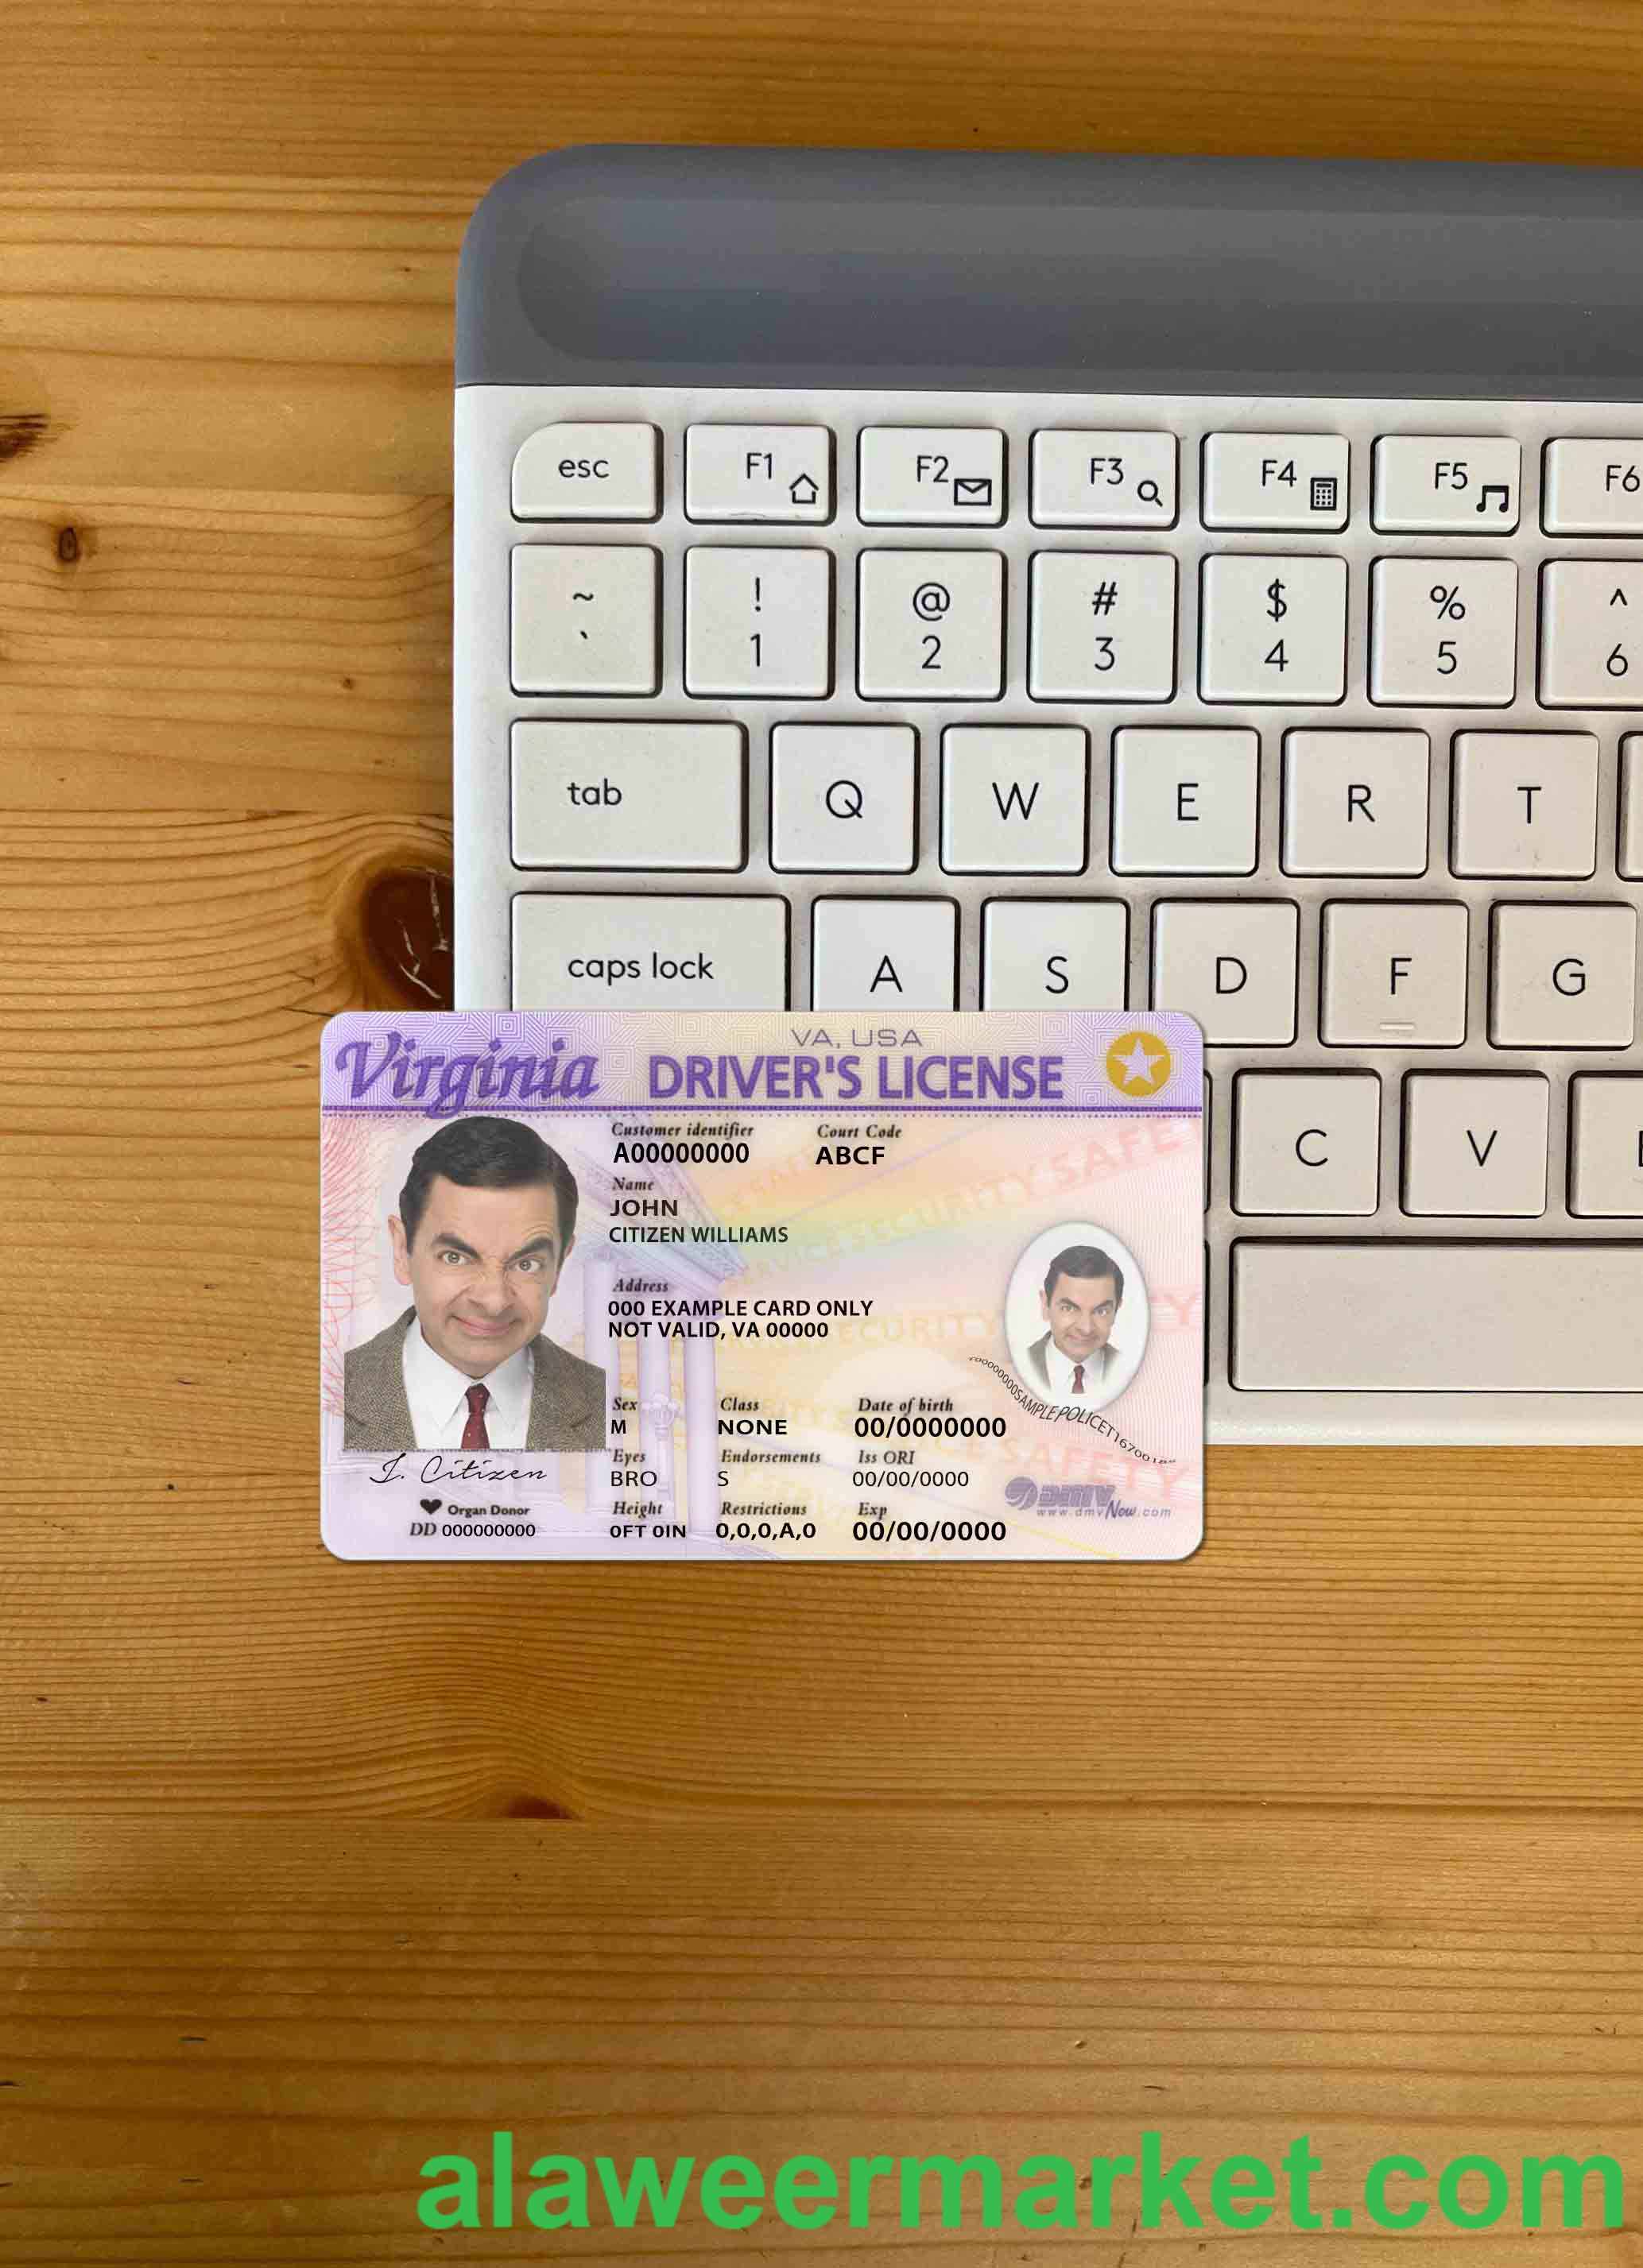 esc F1 F2 F3 F4 F5 F6
~ ! @ # $ % ^
` 1 2 3 4 5 6
tab Q W E R T
caps lock A S D F G
C V
VA, USA
Virginia DRIVER'S LICENSE
Customer identifier Court Code
A00000000 ABCF
Name
JOHN
CITIZEN WILLIAMS
Address
000 EXAMPLE CARD ONLY
NOT VALID, VA 00000
Sex Class Date of birth
M NONE 00/0000000
Eyes Endorsements Iss ORI
BRO S 00/00/0000
Height Restrictions Exp
0FT 0IN 0,0,0,A,0 00/00/0000
J. Citizen
Organ Donor
DD 000000000
DMV
www.dmvNow.com
SECURITY SAFE
alaweermarket.com